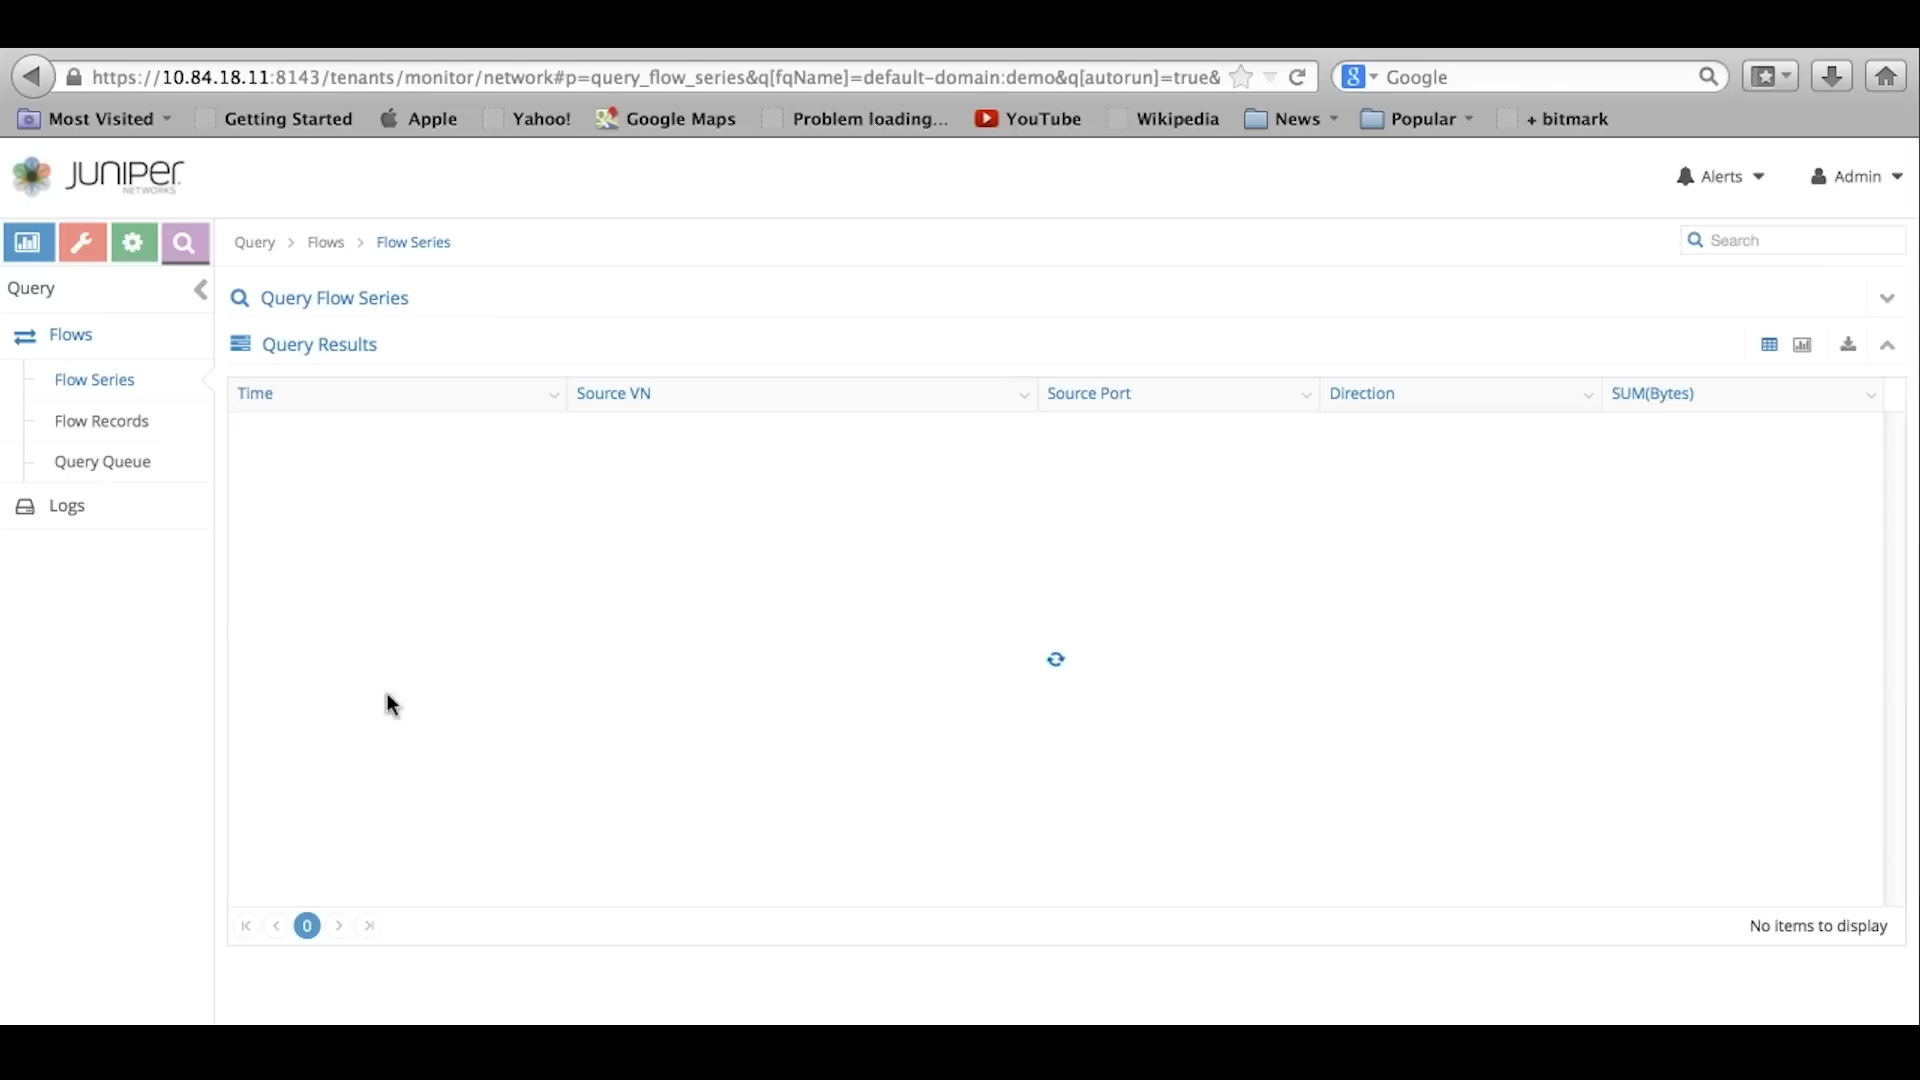 https://10.84.18.11:8143/tenants/monitor/network#p=query_flow_series&q[fqName]=default-domain:demo&q[autorun]=true&
Google
Most Visited
Getting Started
Apple
Yahoo!
Google Maps
Problem loading...
YouTube
Wikipedia
News
Popular
+ bitmark
JUNIPER
NETWORKS
Alerts
Admin
Query > Flows > Flow Series
Search
Query
Query Flow Series
Flows
Query Results
Flow Series
Time
Source VN
Source Port
Direction
SUM(Bytes)
Flow Records
Query Queue
Logs
0
No items to display